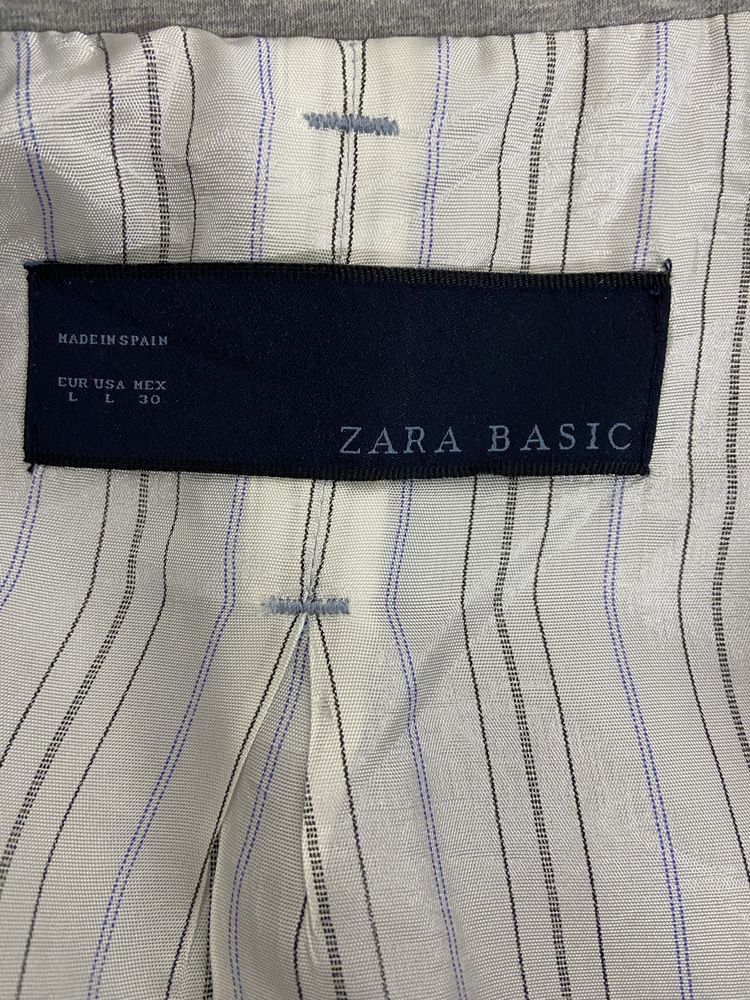 MADE IN SPAIN
EUR USA MEX
L L 30
ZARA BASIC